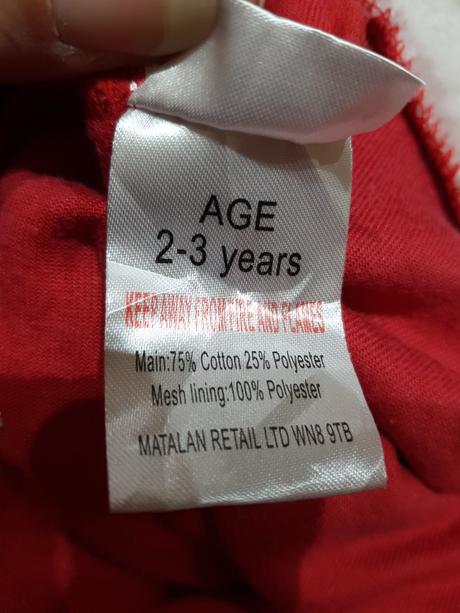 AGE
2-3 years
KEEP AWAY FROM FIRE AND FLAMES
Main:75% Cotton 25% Polyester
Mesh lining:100% Polyester
MATALAN RETAIL LTD WN8 9TB